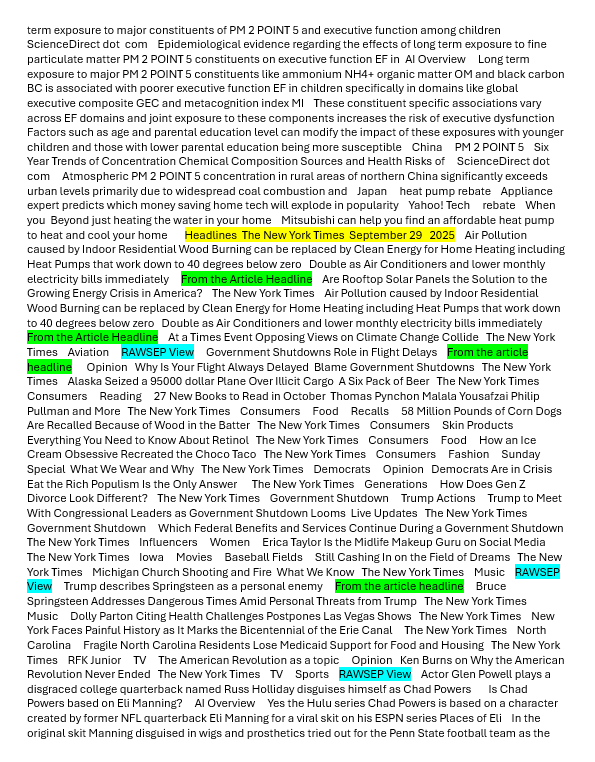 term exposure to major constituents of PM 2 POINT 5 and executive function among children
ScienceDirect dot  com    Epidemiological evidence regarding the effects of long term exposure to fine
particulate matter PM 2 POINT 5 constituents on executive function EF in  AI Overview    Long term
exposure to major PM 2 POINT 5 constituents like ammonium NH4+ organic matter OM and black carbon
BC is associated with poorer executive function EF in children specifically in domains like global
executive composite GEC and metacognition index MI   These constituent specific associations vary
across EF domains and joint exposure to these components increases the risk of executive dysfunction
Factors such as age and parental education level can modify the impact of these exposures with younger
children and those with lower parental education being more susceptible   China    PM 2 POINT 5   Six
Year Trends of Concentration Chemical Composition Sources and Health Risks of    ScienceDirect dot
com    Atmospheric PM 2 POINT 5 concentration in rural areas of northern China significantly exceeds
urban levels primarily due to widespread coal combustion and   Japan    heat pump rebate   Appliance
expert predicts which money saving home tech will explode in popularity   Yahoo! Tech    rebate   When
you  Beyond just heating the water in your home   Mitsubishi can help you find an affordable heat pump
to heat and cool your home      Headlines  The New York Times  September 29  2025   Air Pollution
caused by Indoor Residential Wood Burning can be replaced by Clean Energy for Home Heating including
Heat Pumps that work down to 40 degrees below zero   Double as Air Conditioners and lower monthly
electricity bills immediately    From the Article Headline   Are Rooftop Solar Panels the Solution to the
Growing Energy Crisis in America?   The New York Times   Air Pollution caused by Indoor Residential
Wood Burning can be replaced by Clean Energy for Home Heating including Heat Pumps that work down
to 40 degrees below zero   Double as Air Conditioners and lower monthly electricity bills immediately
From the Article Headline   At a Times Event Opposing Views on Climate Change Collide  The New York
Times   Aviation    RAWSEP View    Government Shutdowns Role in Flight Delays   From the article
headline    Opinion  Why Is Your Flight Always Delayed  Blame Government Shutdowns  The New York
Times   Alaska Seized a 95000 dollar Plane Over Illicit Cargo  A Six Pack of Beer  The New York Times
Consumers    Reading    27 New Books to Read in October  Thomas Pynchon Malala Yousafzai Philip
Pullman and More  The New York Times    Consumers    Food    Recalls    58 Million Pounds of Corn Dogs
Are Recalled Because of Wood in the Batter   The New York Times    Consumers    Skin Products
Everything You Need to Know About Retinol  The New York Times    Consumers    Food    How an Ice
Cream Obsessive Recreated the Choco Taco   The New York Times    Consumers    Fashion    Sunday
Special  What We Wear and Why   The New York Times    Democrats    Opinion   Democrats Are in Crisis
Eat the Rich Populism Is the Only Answer     The New York Times    Generations    How Does Gen Z
Divorce Look Different?   The New York Times    Government Shutdown    Trump Actions    Trump to Meet
With Congressional Leaders as Government Shutdown Looms  Live Updates  The New York Times
Government Shutdown    Which Federal Benefits and Services Continue During a Government Shutdown
The New York Times    Influencers    Women    Erica Taylor Is the Midlife Makeup Guru on Social Media
The New York Times    Iowa    Movies    Baseball Fields    Still Cashing In on the Field of Dreams  The New
York Times    Michigan Church Shooting and Fire  What We Know  The New York Times    Music   RAWSEP
View    Trump describes Springsteen as a personal enemy    From the article headline    Bruce
Springsteen Addresses Dangerous Times Amid Personal Threats from Trump   The New York Times
Music    Dolly Parton Citing Health Challenges Postpones Las Vegas Shows   The New York Times    New
York Faces Painful History as It Marks the Bicentennial of the Erie Canal    The New York Times    North
Carolina    Fragile North Carolina Residents Lose Medicaid Support for Food and Housing  The New York
Times    RFK Junior    TV    The American Revolution as a topic    Opinion   Ken Burns on Why the American
Revolution Never Ended  The New York Times    TV    Sports    RAWSEP View    Actor Glen Powell plays a
disgraced college quarterback named Russ Holliday disguises himself as Chad Powers      Is Chad
Powers based on Eli Manning?    AI Overview    Yes the Hulu series Chad Powers is based on a character
created by former NFL quarterback Eli Manning for a viral skit on his ESPN series Places of Eli    In the
original skit Manning disguised in wigs and prosthetics tried out for the Penn State football team as the